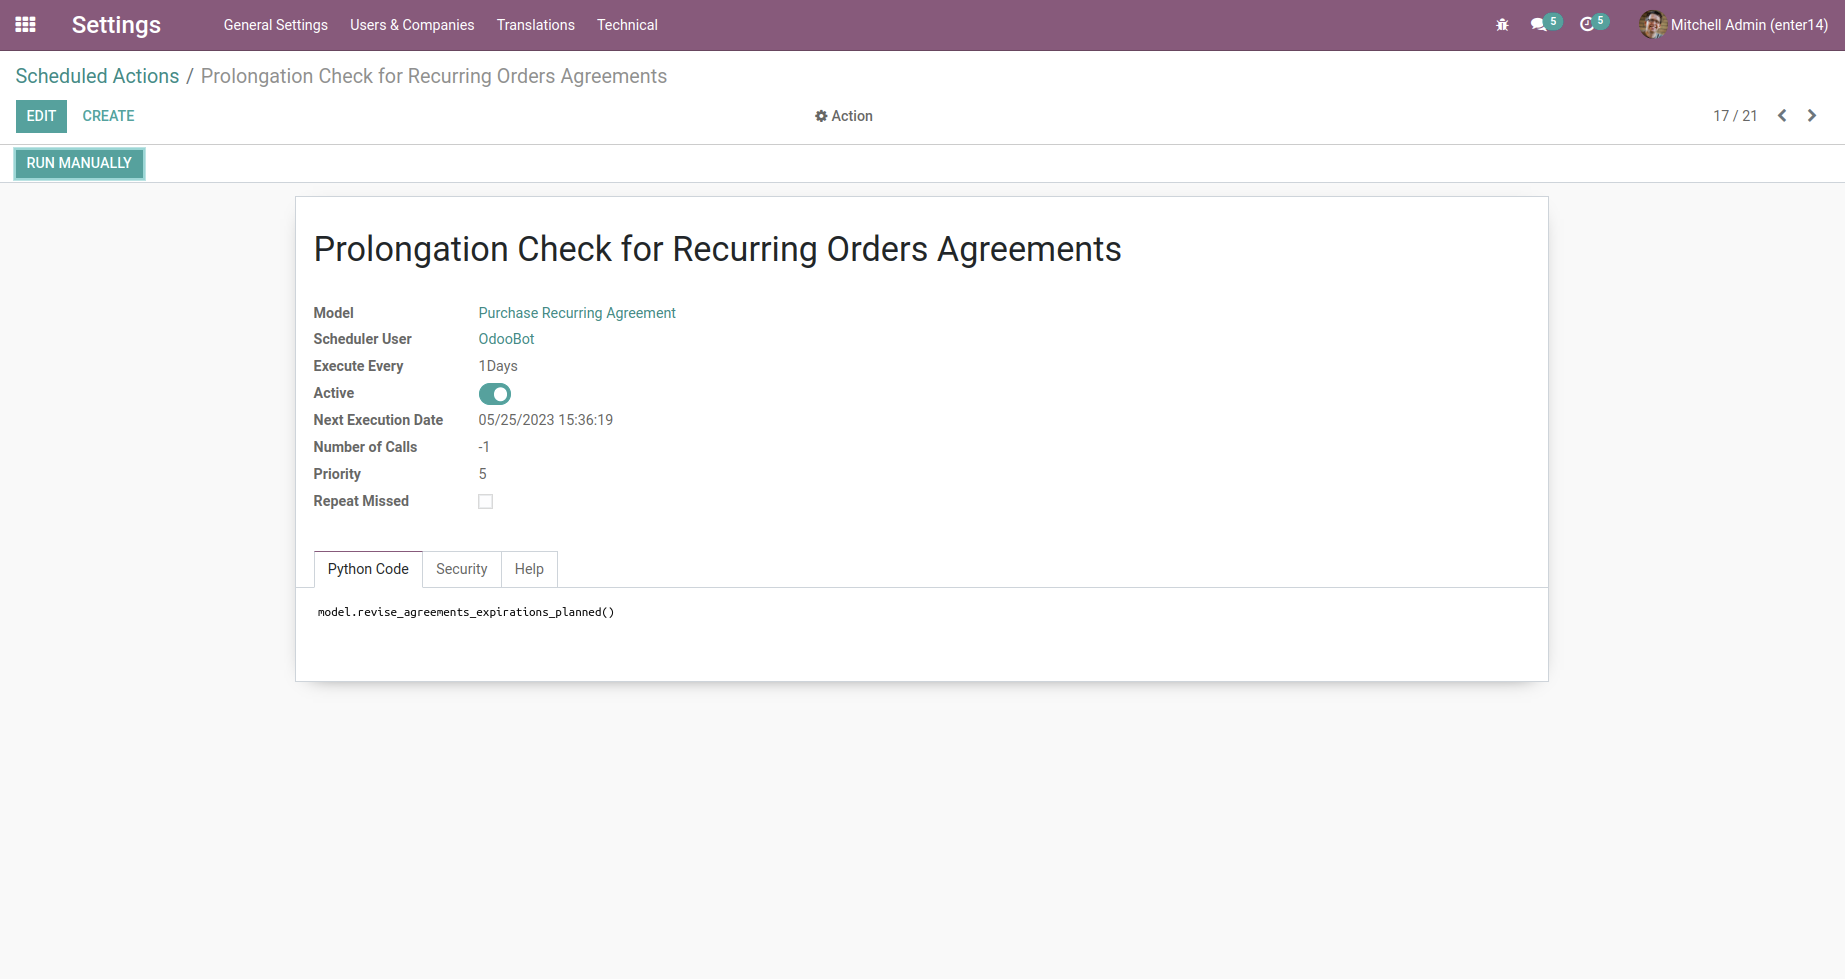 Settings General Settings Users & Companies Translations Technical 5 5 Mitchell Admin (enter14)
Scheduled Actions / Prolongation Check for Recurring Orders Agreements
EDIT CREATE Action 17 / 21
RUN MANUALLY
Prolongation Check for Recurring Orders Agreements
Model Purchase Recurring Agreement
Scheduler User OdooBot
Execute Every 1Days
Active
Next Execution Date 05/25/2023 15:36:19
Number of Calls -1
Priority 5
Repeat Missed
Python Code Security Help
model.revise_agreements_expirations_planned()